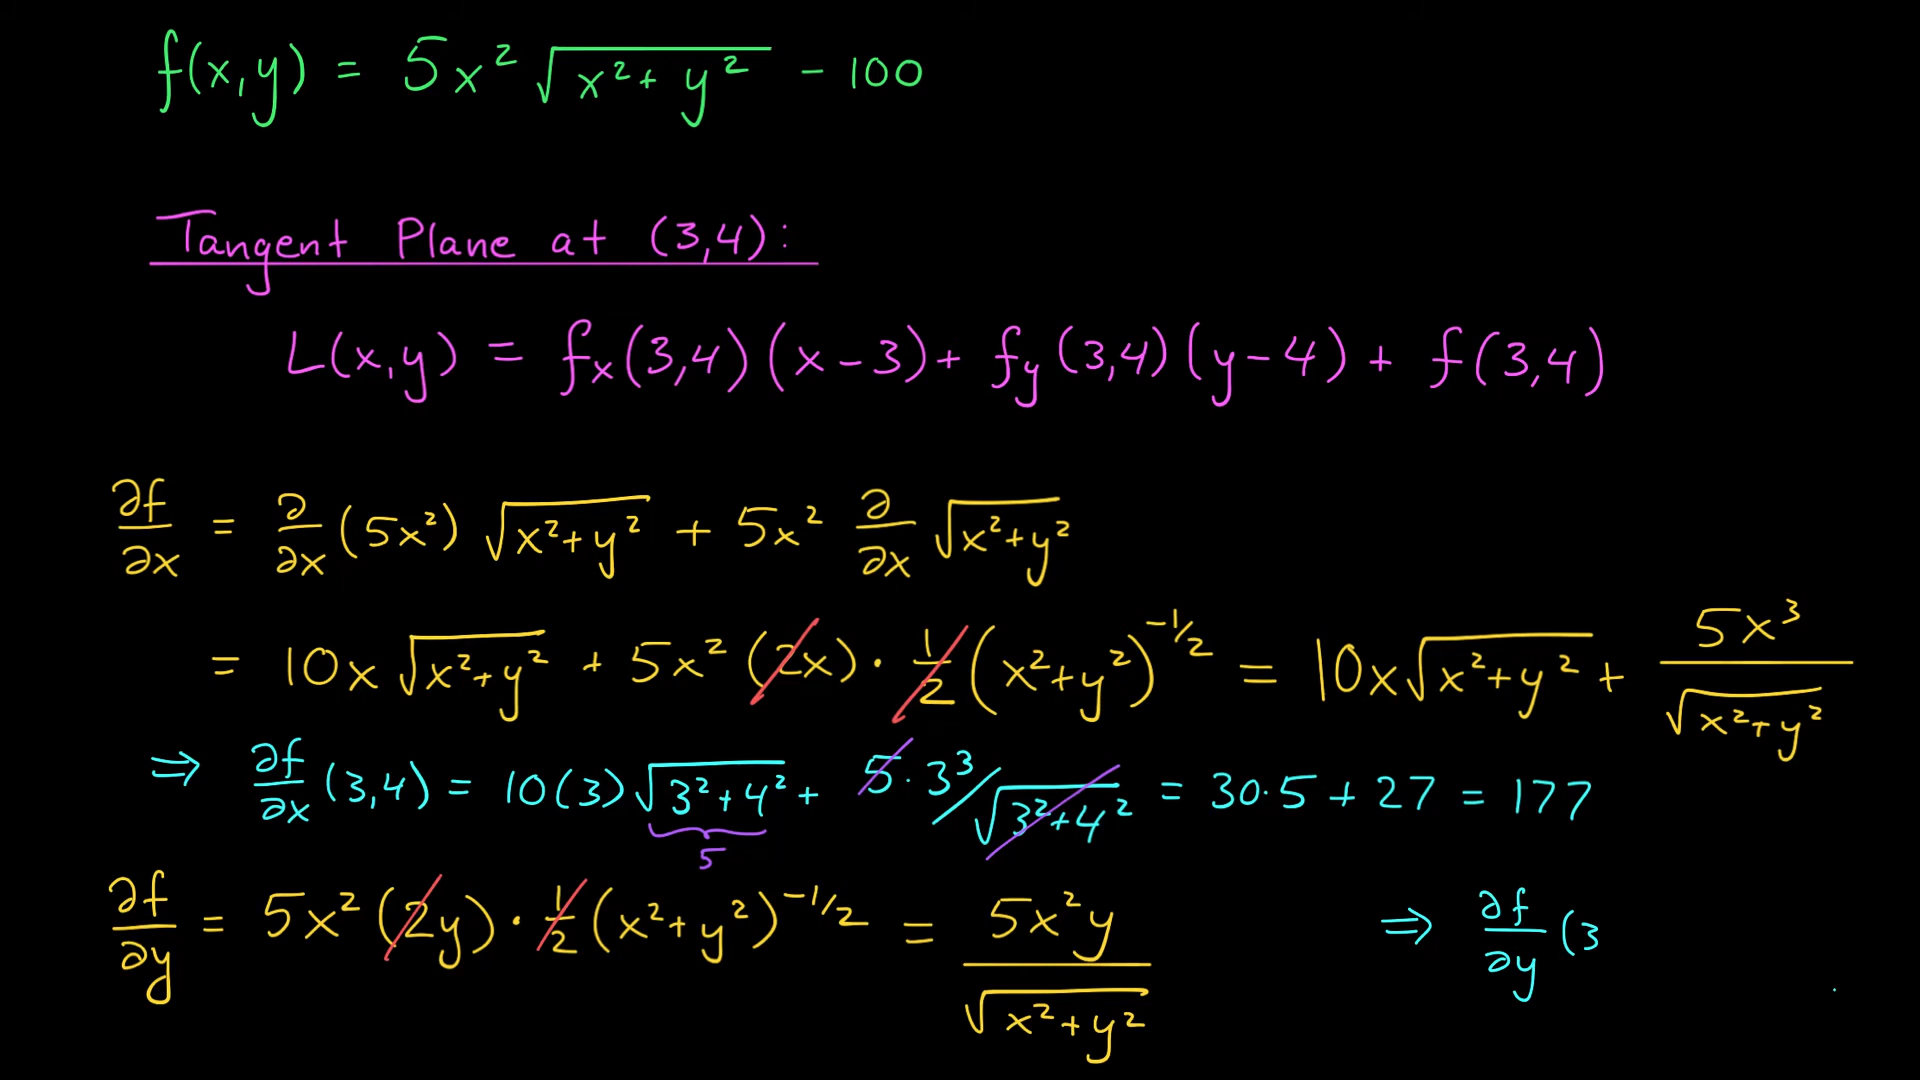 f(x,y) = 5x² √(x²+y²) - 100
Tangent Plane at (3,4):
L(x,y) = fₓ(3,4)(x-3) + f_y(3,4)(y-4) + f(3,4)
∂f/∂x = ∂/∂x (5x²) √(x²+y²) + 5x² ∂/∂x √(x²+y²)
= 10x √(x²+y²) + 5x² (2x) · 1/2 (x²+y²)^(-1/2) = 10x√(x²+y²) + 5x³/√(x²+y²)
⇒ ∂f/∂x (3,4) = 10(3)√(3²+4²) + 5·3³/√(3²+4²) = 30·5 + 27 = 177
5
∂f/∂y = 5x² (2y) · 1/2 (x²+y²)^(-1/2) = 5x²y/√(x²+y²) ⇒ ∂f/∂y (3